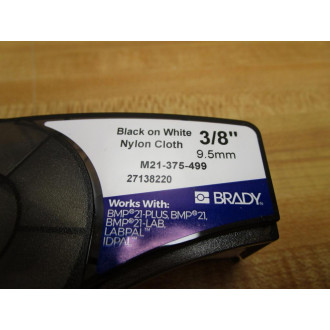 Black on White 3/8"
Nylon Cloth 9.5mm
M21-375-499
27138220
BRADY
Works With:
BMP®21-PLUS, BMP®21,
BMP®21-LAB,
LABPAL™
IDPAL™